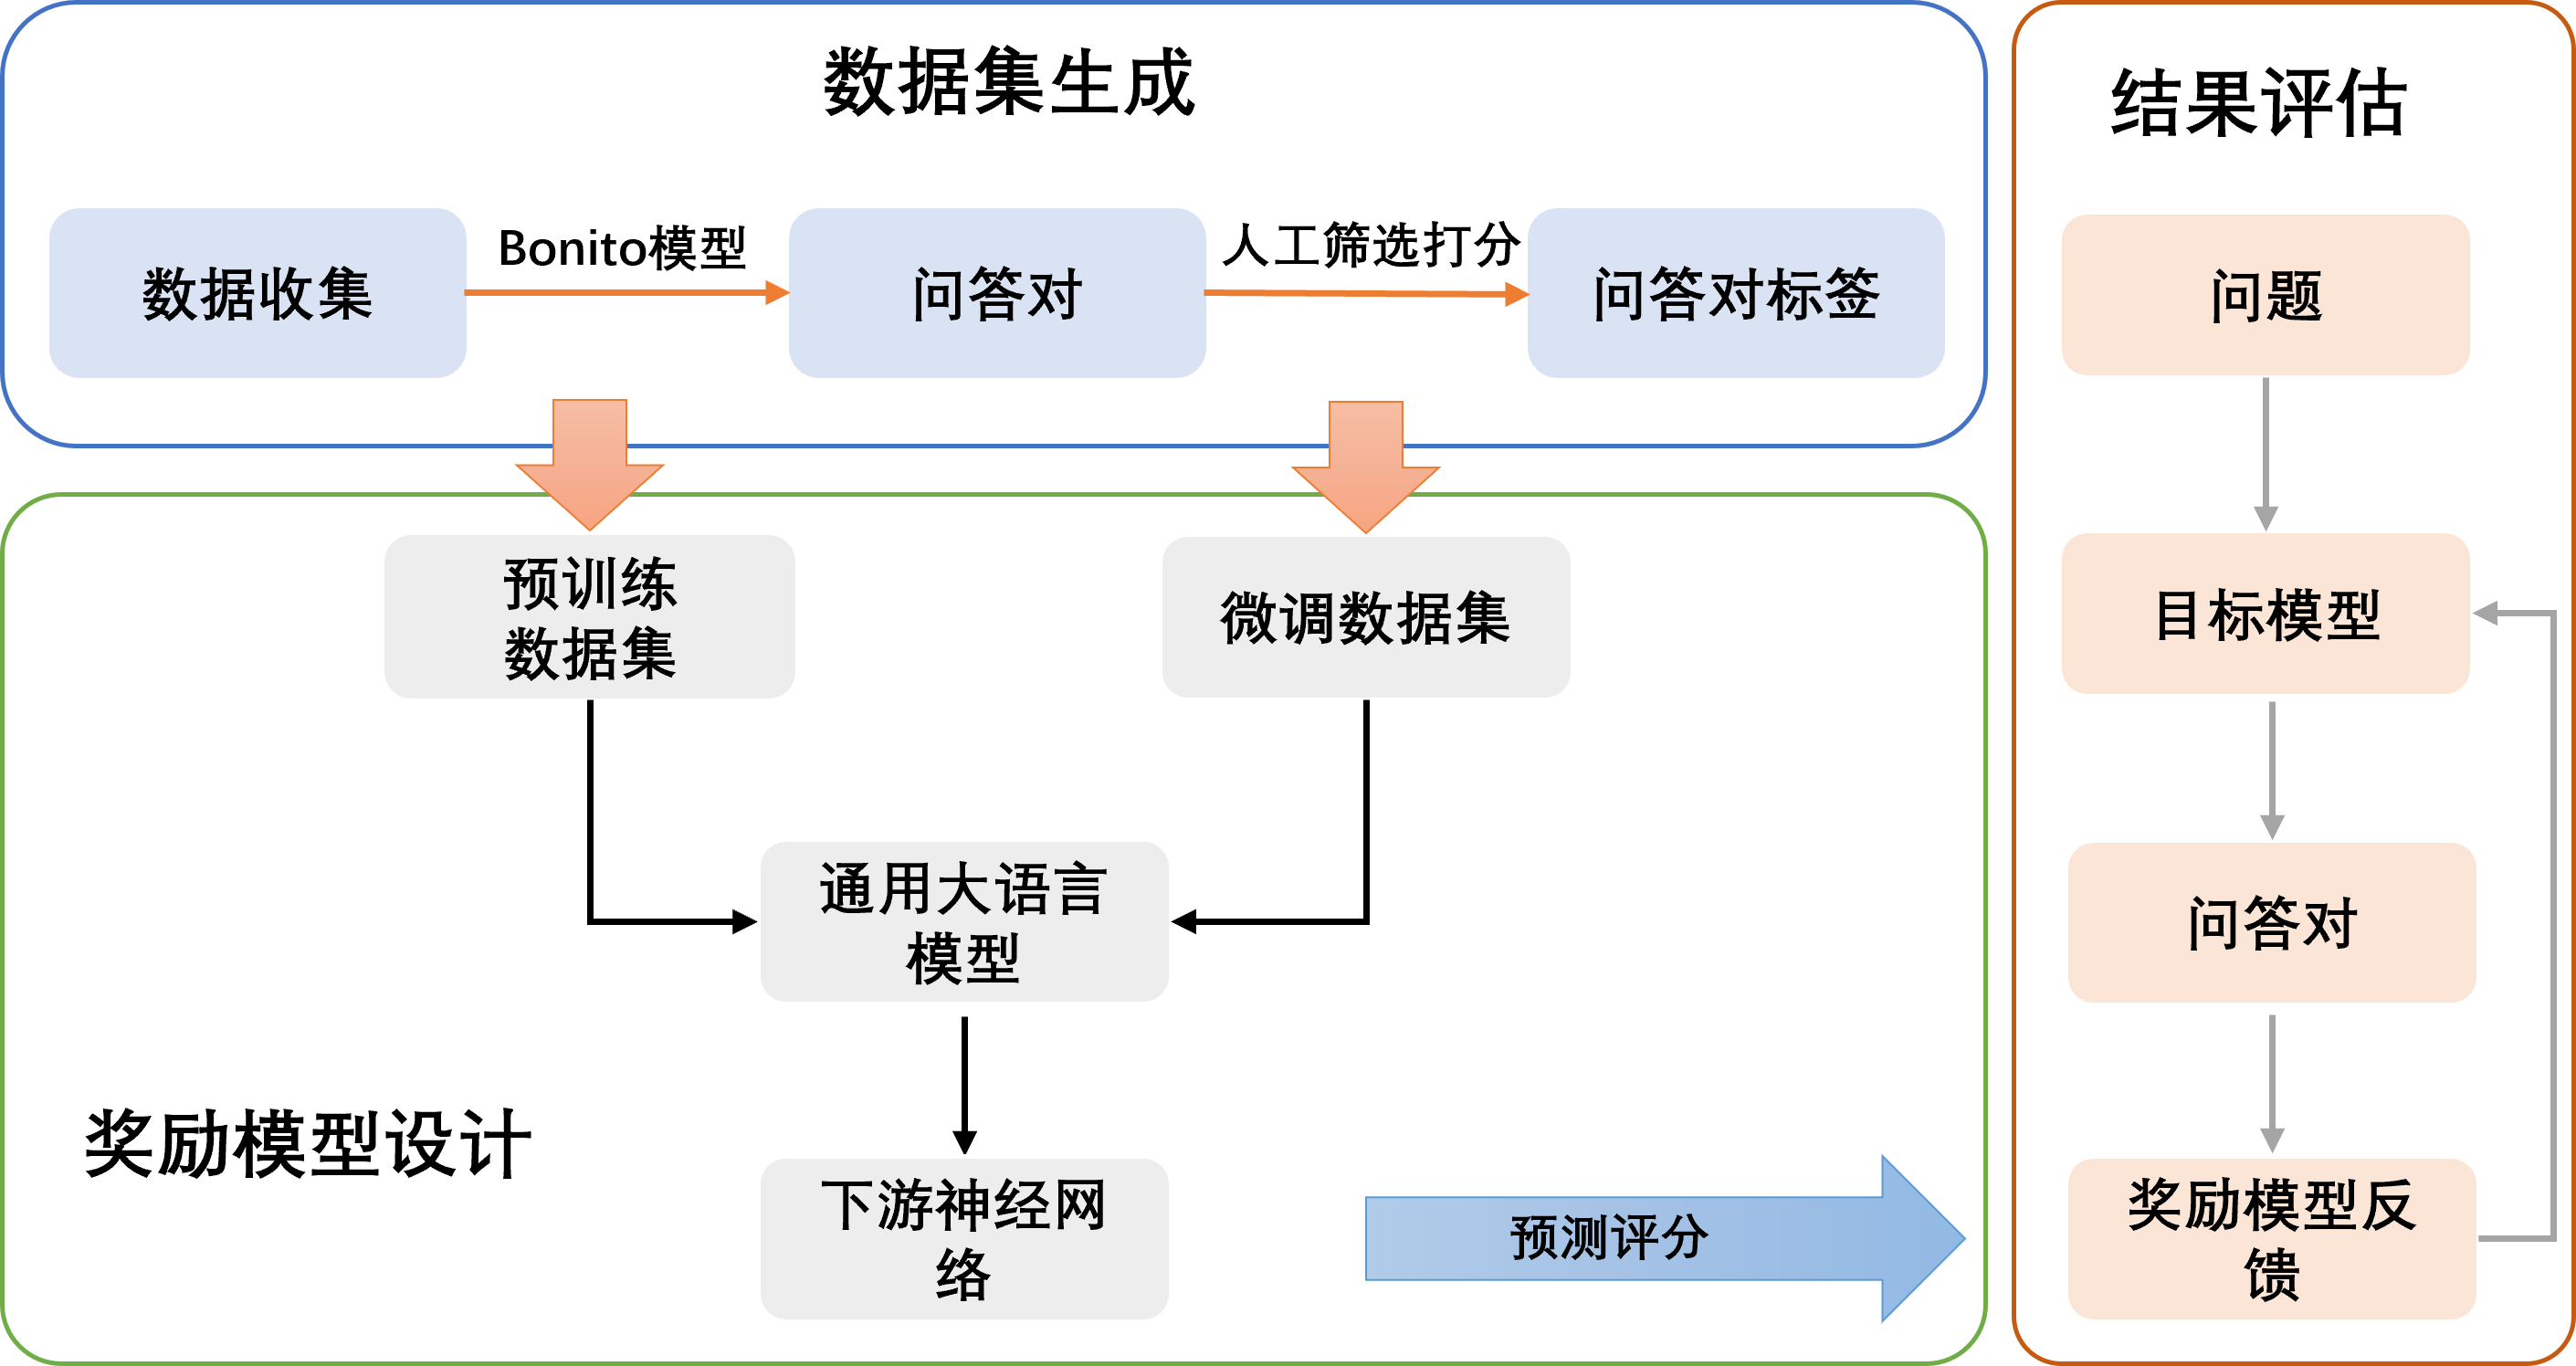 数据集生成
数据收集
Bonito模型
问答对
人工筛选打分
问答对标签
预训练
数据集
微调数据集
通用大语言
模型
下游神经网
络
奖励模型设计
预测评分
结果评估
问题
目标模型
问答对
奖励模型反
馈